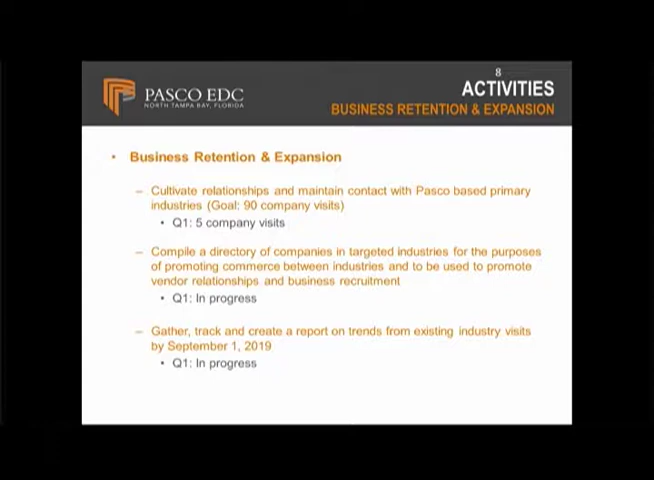 8
PASCO EDC
NORTH TAMPA BAY, FLORIDA
ACTIVITIES
BUSINESS RETENTION & EXPANSION
• Business Retention & Expansion
– Cultivate relationships and maintain contact with Pasco based primary
industries (Goal: 90 company visits)
• Q1: 5 company visits
– Compile a directory of companies in targeted industries for the purposes
of promoting commerce between industries and to be used to promote
vendor relationships and business recruitment
• Q1: In progress
– Gather, track and create a report on trends from existing industry visits
by September 1, 2019
• Q1: In progress